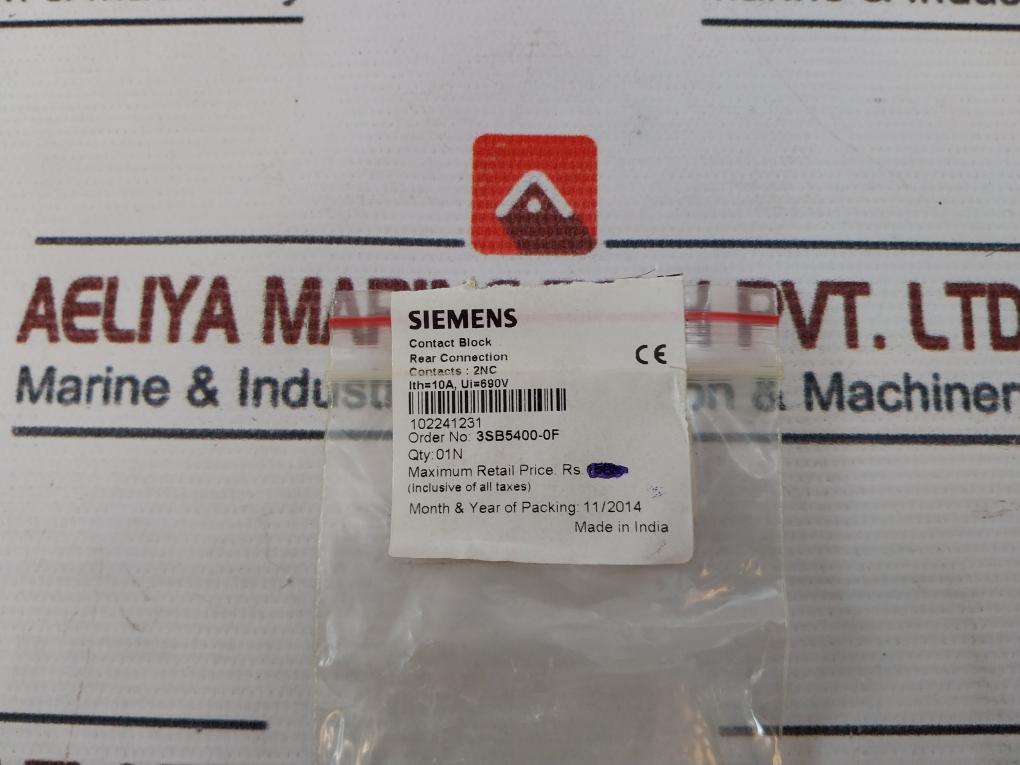 AELIYA MAR PVT. LTD
Marine & Indus on & Machiner
SIEMENS
Contact Block
Rear Connection
Contacts : 2NC
Ith=10A, Ui=690V
CE
102241231
Order No: 3SB5400-0F
Qty: 01N
Maximum Retail Price: Rs
(Inclusive of all taxes)
Month & Year of Packing: 11/2014
Made in India